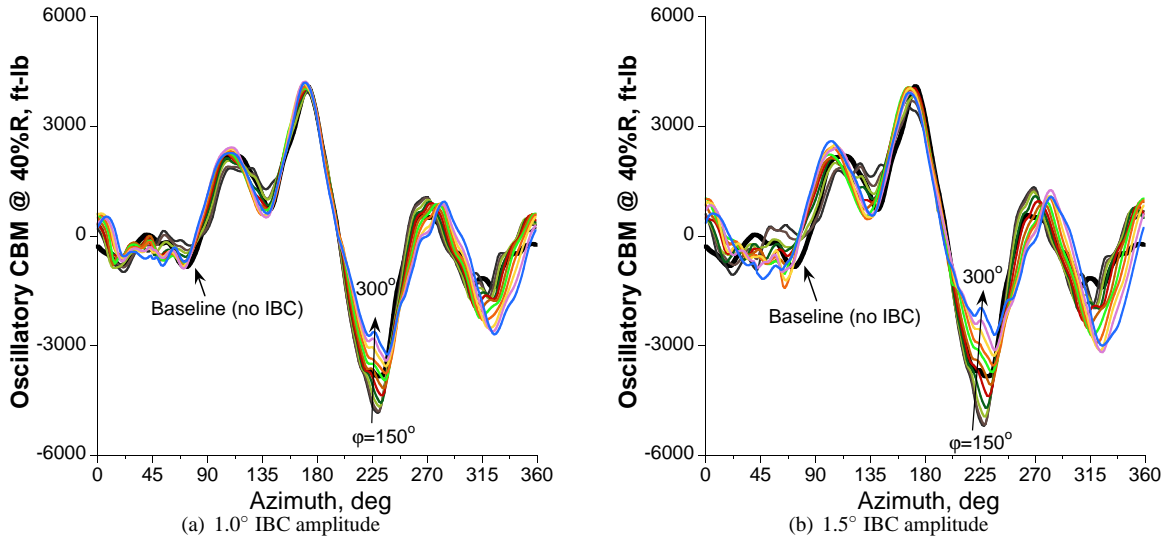 Oscillatory CBM @ 40%R, ft-lb
6000
3000
0
-3000
-6000
300°
Baseline (no IBC)
φ=150°
0 45 90 135 180 225 270 315 360
Azimuth, deg
(a) 1.0° IBC amplitude
Oscillatory CBM @ 40%R, ft-lb
6000
3000
0
-3000
-6000
300°
Baseline (no IBC)
φ=150°
0 45 90 135 180 225 270 315 360
Azimuth, deg
(b) 1.5° IBC amplitude